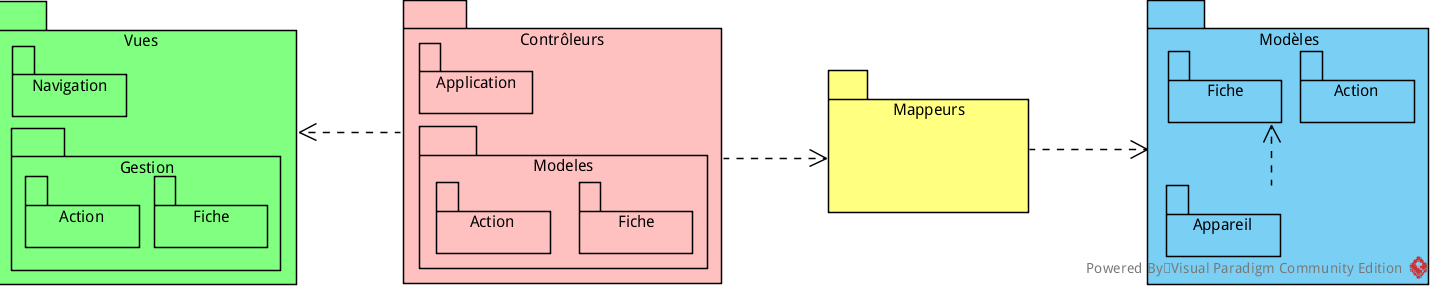 Vues
Navigation
Gestion
Action
Fiche
Contrôleurs
Application
Modeles
Action
Fiche
Mappeurs
Modèles
Fiche
Action
Appareil
Powered By Visual Paradigm Community Edition